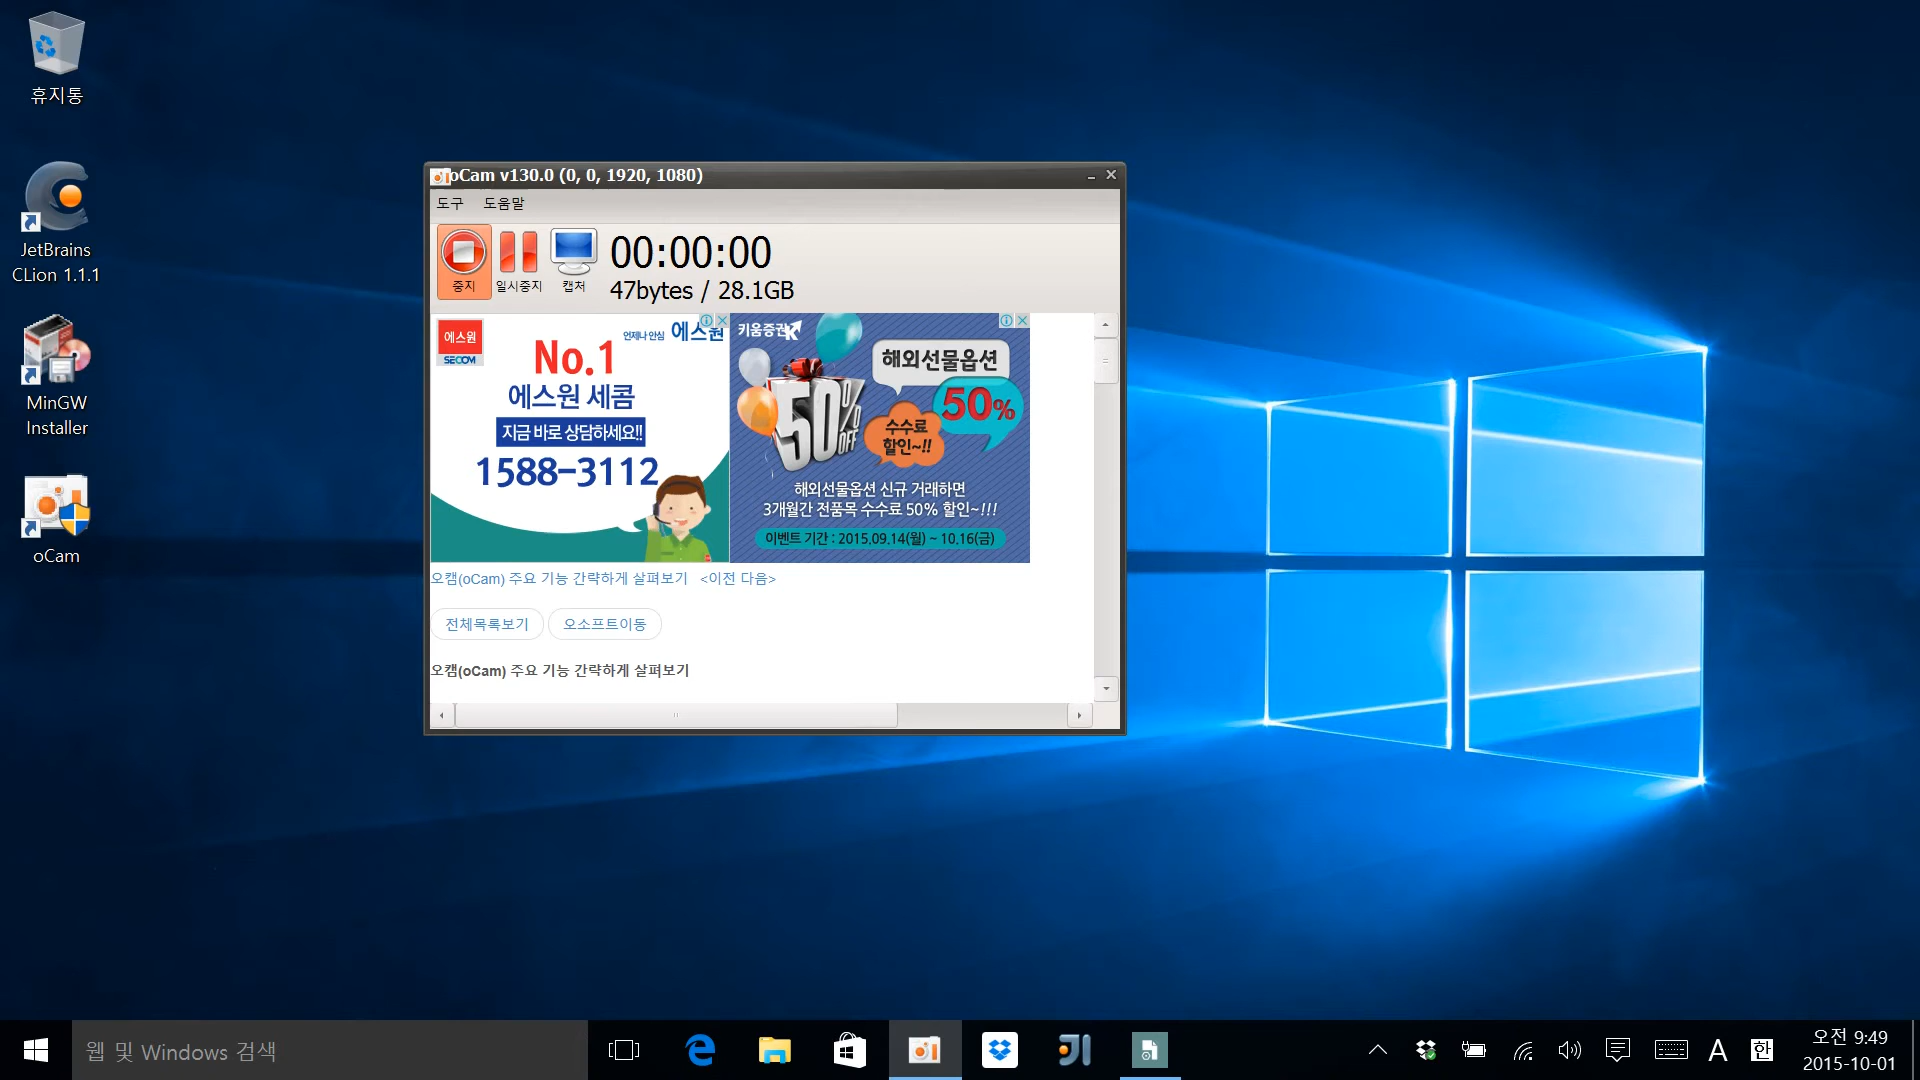 휴지통
JetBrains
CLion 1.1.1
MinGW
Installer
oCam
oCam v130.0 (0, 0, 1920, 1080)
도구 도움말
중지 일시중지 캡처
00:00:00
47bytes / 28.1GB
에스원
SECOM
언제나 안심 에스원
No.1
에스원 세콤
지금 바로 상담하세요!!
1588-3112
키움증권
해외선물옵션
50%
50% OFF
수수료
할인~!!
해외선물옵션 신규 거래하면
3개월간 전품목 수수료 50% 할인~!!!
이벤트 기간 : 2015.09.14(월) ~ 10.16(금)
오캠(oCam) 주요 기능 간략하게 살펴보기 <이전 다음>
전체목록보기 오소프트이동
오캠(oCam) 주요 기능 간략하게 살펴보기
웹 및 Windows 검색
A 한
오전 9:49
2015-10-01